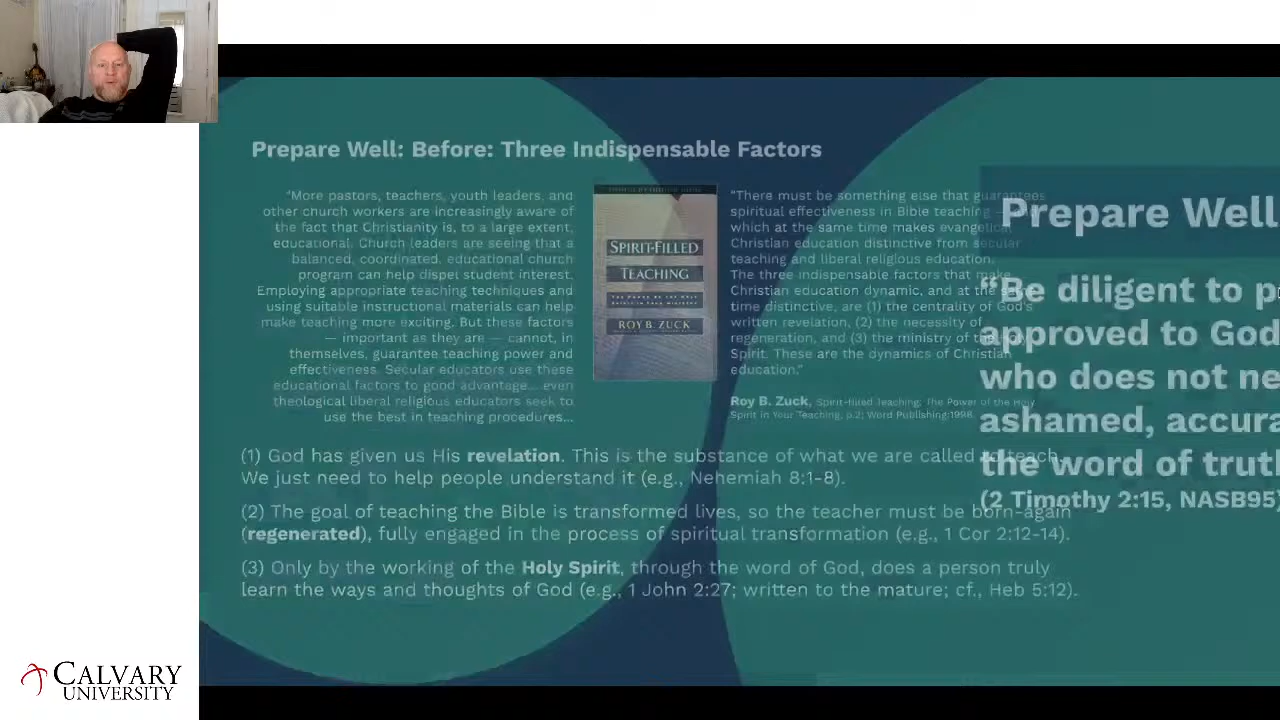 Prepare Well: Before: Three Indispensable Factors
“More pastors, teachers, youth leaders, and
other church workers are increasingly aware of
the fact that Christianity is, to a large extent,
educational. Church leaders are seeing that a
balanced, coordinated, educational church
program can help dispel student interest.
Employing appropriate teaching techniques and
using suitable instructional materials can help
make teaching more exciting. But these factors
— important as they are — cannot, in
themselves, guarantee teaching power and
effectiveness. Secular educators use these
educational factors to good advantage... even
theological liberal religious educators seek to
use the best in teaching procedures...
SPIRIT-FILLED
TEACHING
ROY B. ZUCK
“There must be something else that guarantees
spiritual effectiveness in Bible teaching —
which at the same time makes evangelical
Christian education distinctive from secular
teaching and liberal religious education.
The three indispensable factors that make
Christian education dynamic, and at the same
time distinctive, are (1) the centrality of God’s
written revelation, (2) the necessity of
regeneration, and (3) the ministry of the Holy
Spirit. These are the dynamics of Christian
education.”
Roy B. Zuck, Spirit-filled Teaching: The Power of the Holy
Spirit in Your Teaching, p.2; Word Publishing:1998.
(1) God has given us His revelation. This is the substance of what we are called to teach.
We just need to help people understand it (e.g., Nehemiah 8:1-8).
(2) The goal of teaching the Bible is transformed lives, so the teacher must be born-again
(regenerated), fully engaged in the process of spiritual transformation (e.g., 1 Cor 2:12-14).
(3) Only by the working of the Holy Spirit, through the word of God, does a person truly
learn the ways and thoughts of God (e.g., 1 John 2:27; written to the mature; cf., Heb 5:12).
Prepare Well
“Be diligent to p
approved to God
who does not ne
ashamed, accura
the word of trut
(2 Timothy 2:15, NASB95)
CALVARY
UNIVERSITY